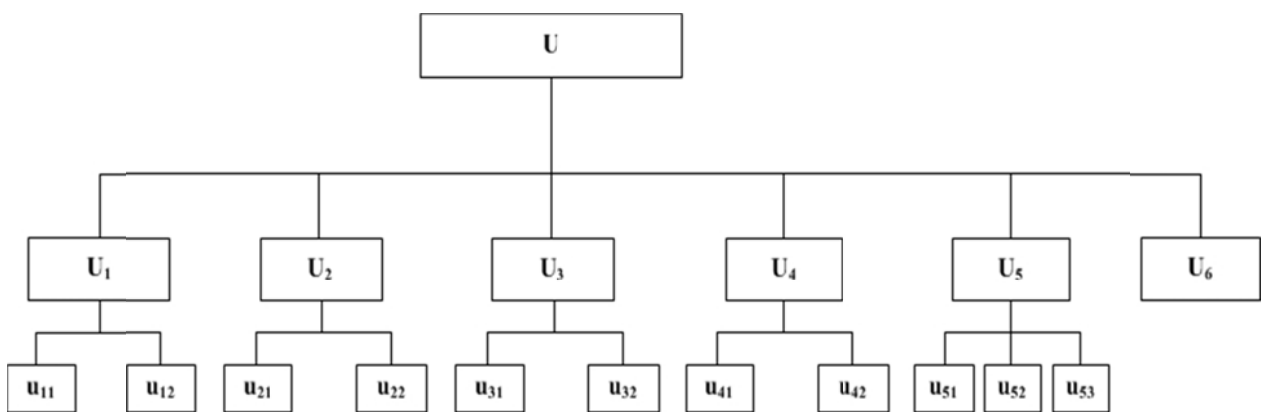 U
U₁ U₂ U₃ U₄ U₅ U₆
u₁₁ u₁₂ u₂₁ u₂₂ u₃₁ u₃₂ u₄₁ u₄₂ u₅₁ u₅₂ u₅₃